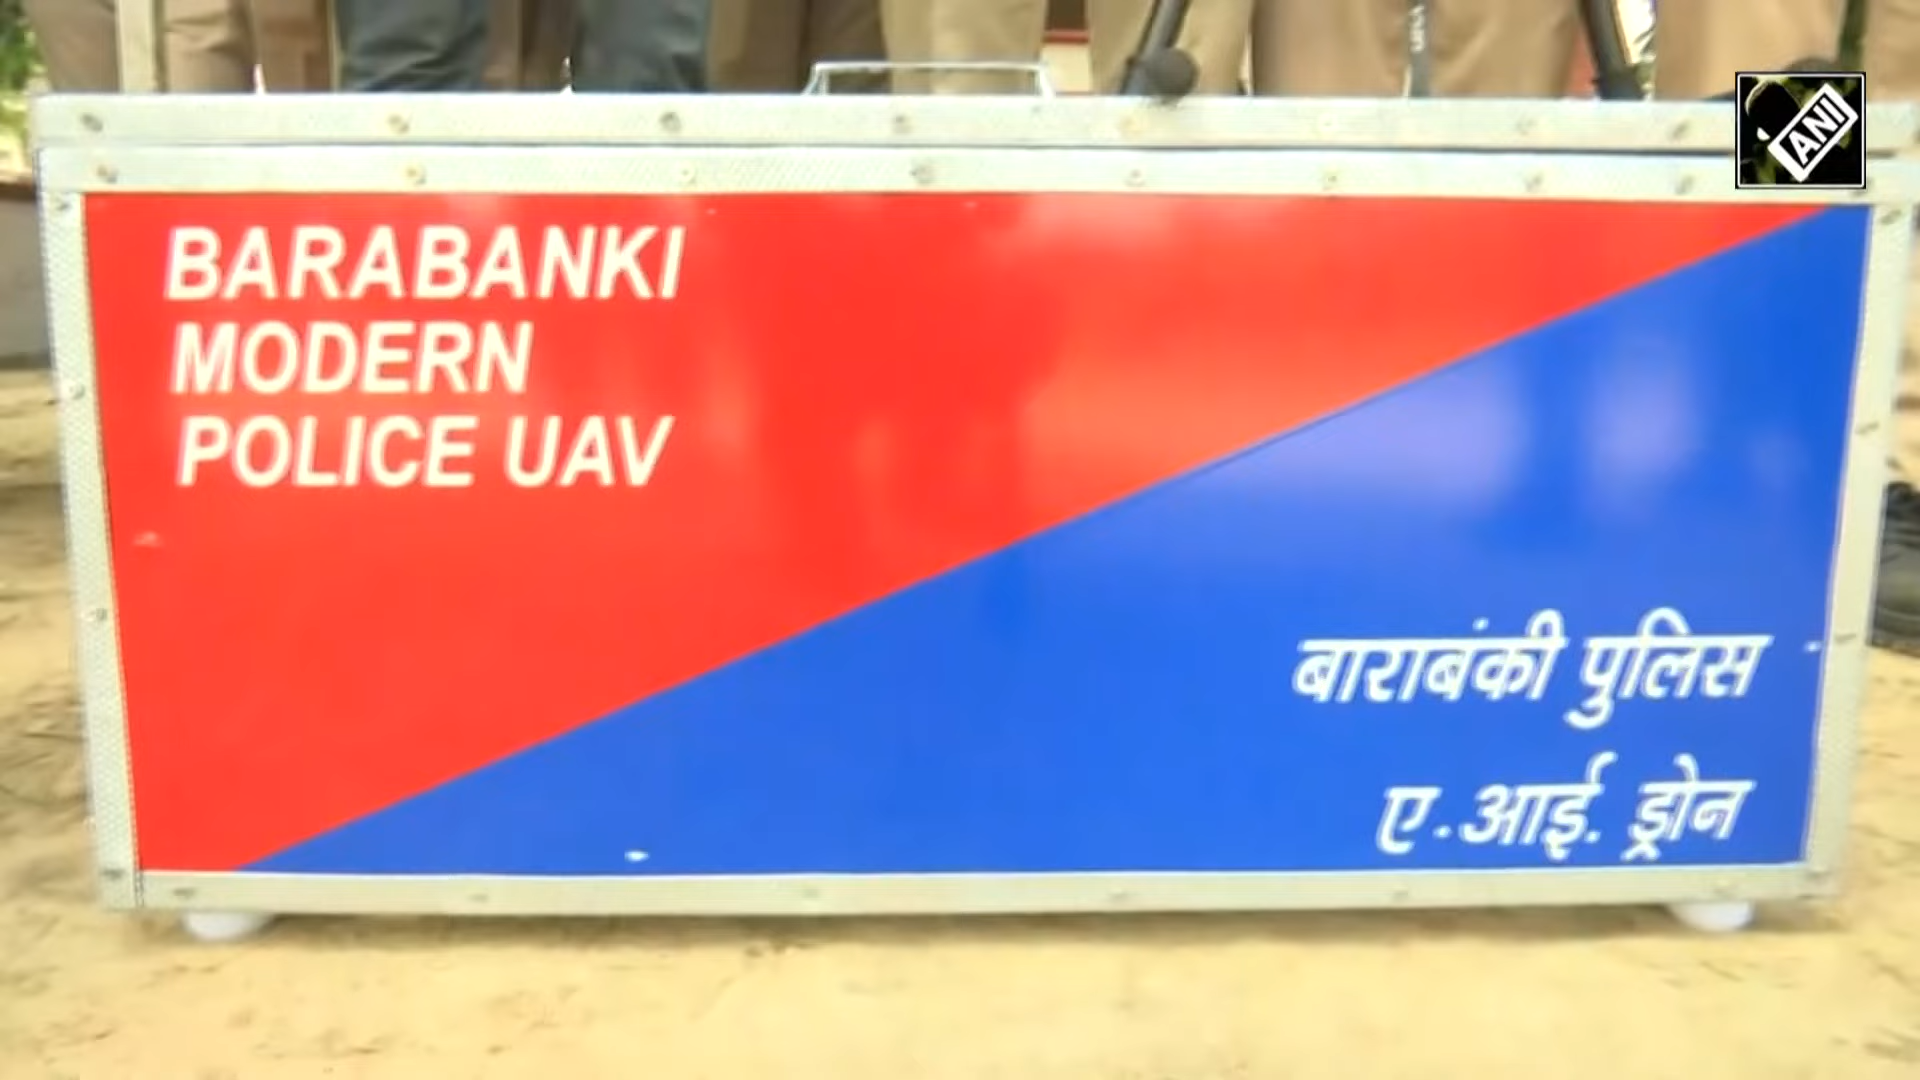 ANI
BARABANKI
MODERN
POLICE UAV
बाराबंकी पुलिस
ए.आई. ड्रोन